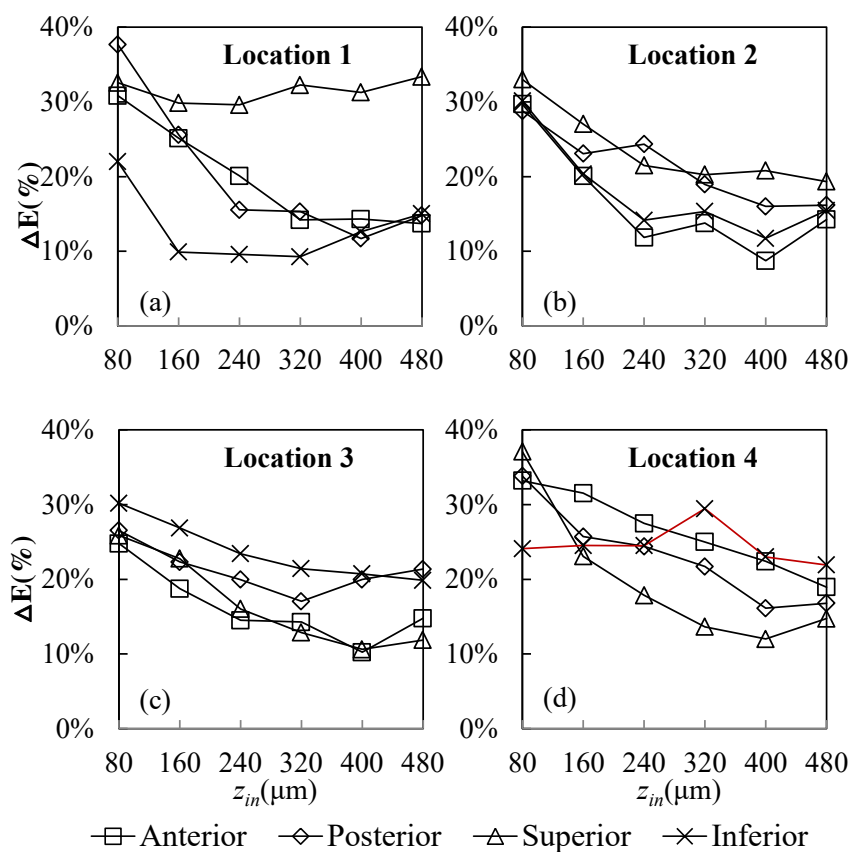 40%
30%
20%
10%
0%
ΔE(%)
Location 1
(a)
80 160 240 320 400 480
40%
30%
20%
10%
0%
Location 2
(b)
80 160 240 320 400 480
40%
30%
20%
10%
0%
ΔE(%)
Location 3
(c)
80 160 240 320 400 480
z_in(μm)
40%
30%
20%
10%
0%
Location 4
(d)
80 160 240 320 400 480
z_in(μm)
Anterior Posterior Superior Inferior